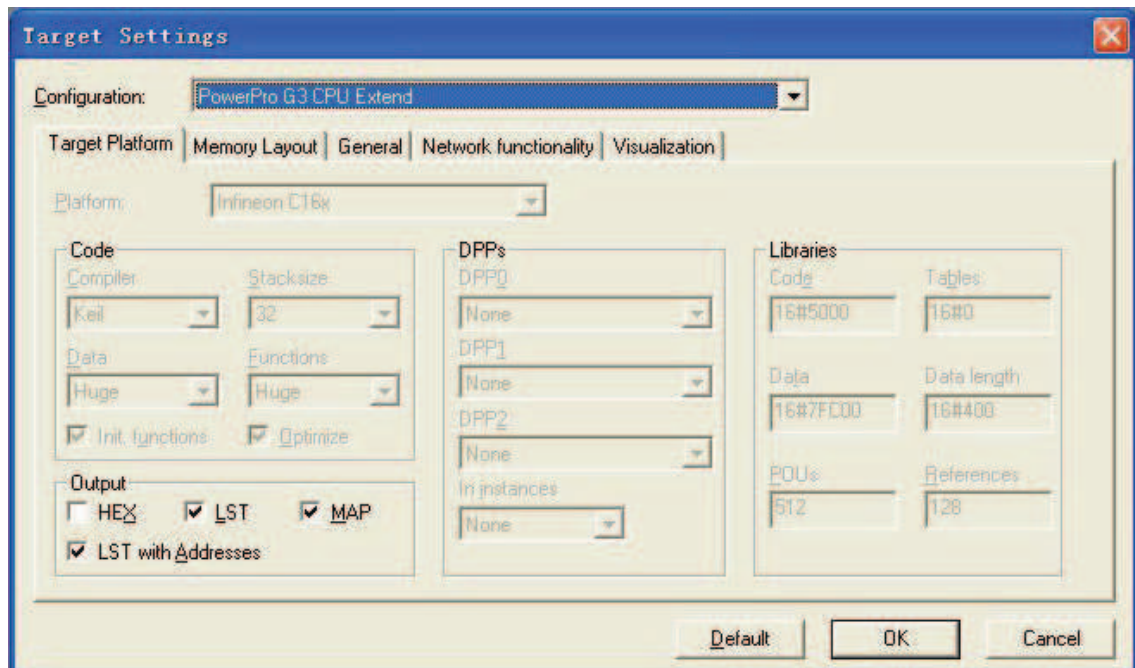 Target Settings
Configuration: PowerPro G3 CPU Extend
Target Platform Memory Layout General Network functionality Visualization
Platform: Infineon C16x
Code
Compiler Stacksize
Keil 32
Data Functions
Huge Huge
Init. functions Optimize
Output
HEX LST MAP
LST with Addresses
DPPs
DPP0
None
DPP1
None
DPP2
None
In instances
None
Libraries
Code Tables
16#5000 16#0
Data Data length
16#7FC00 16#400
POUs References
512 128
Default OK Cancel